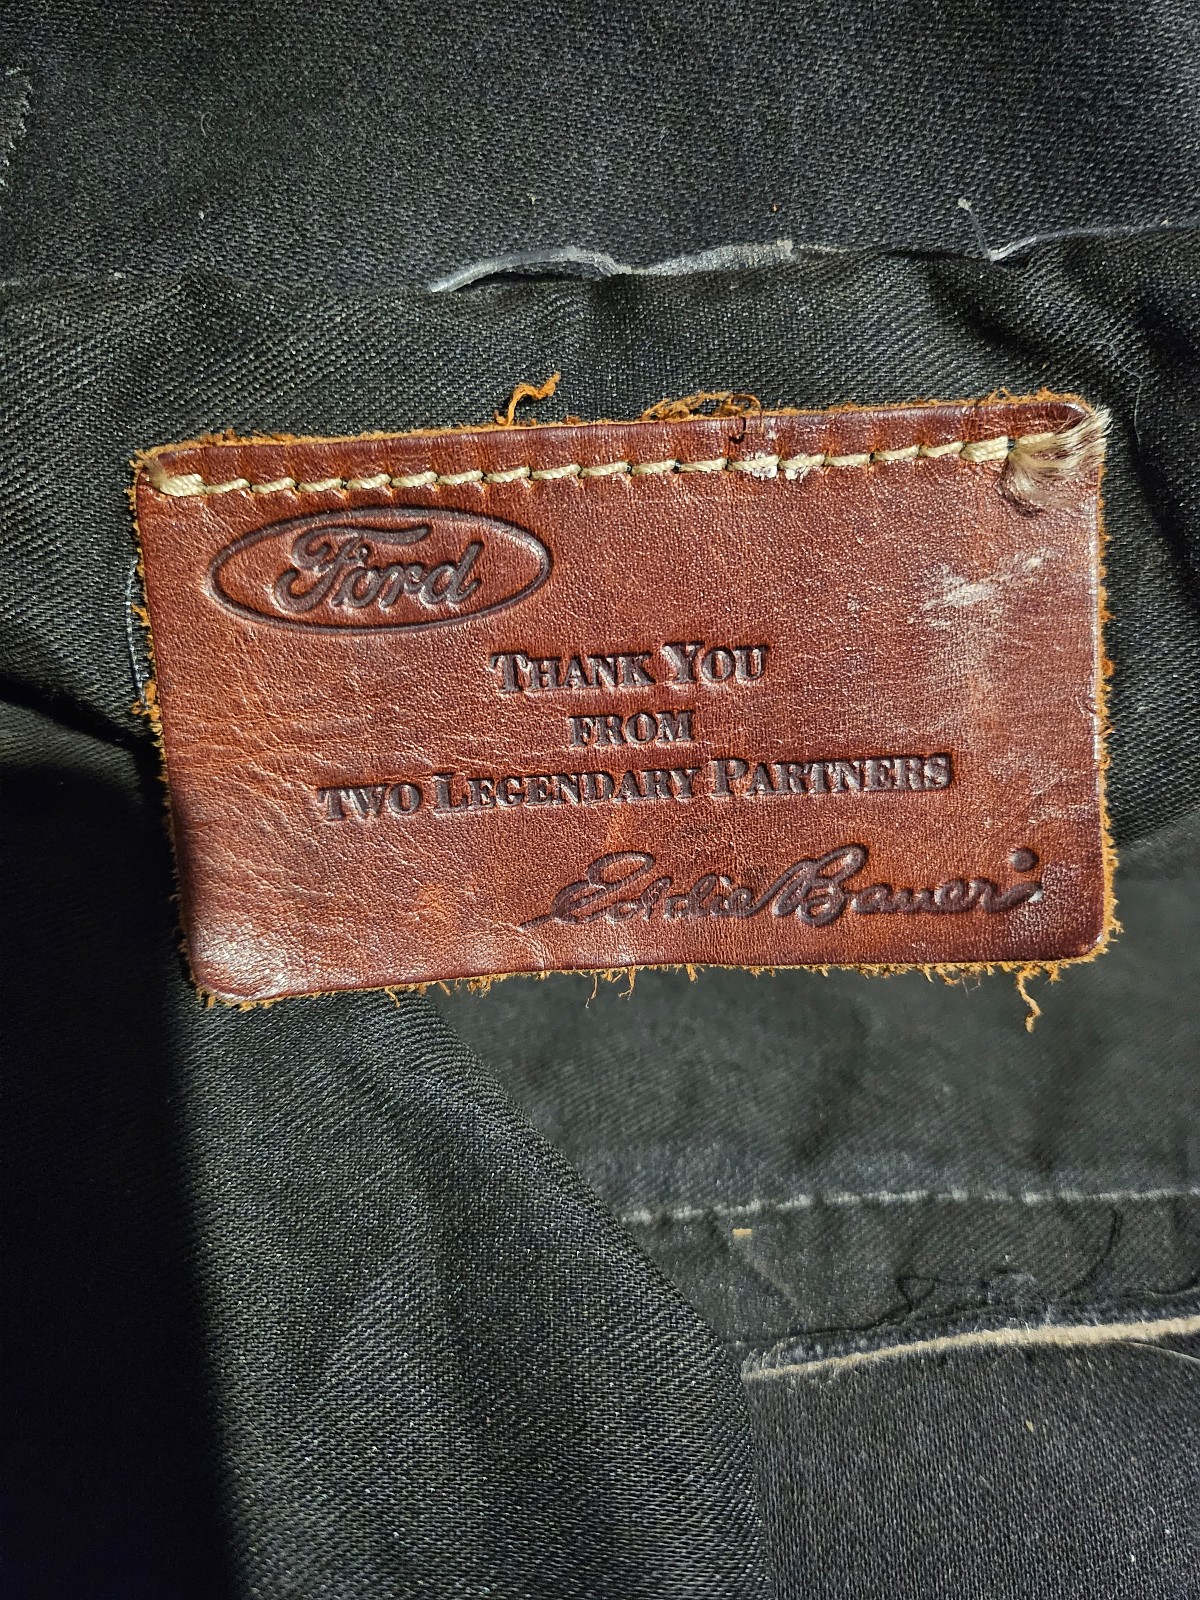 Ford
THANK YOU
FROM
TWO LEGENDARY PARTNERS
Eddie Bauer